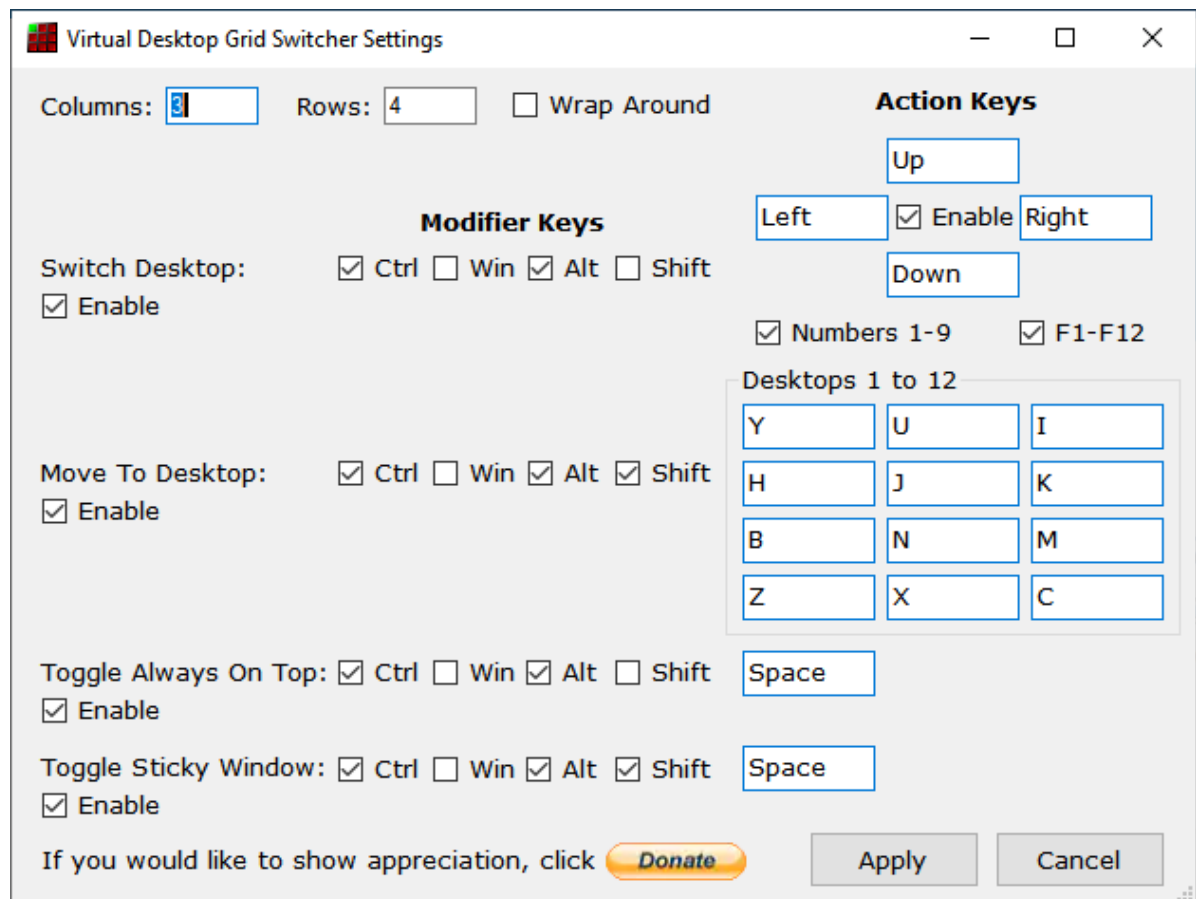 Virtual Desktop Grid Switcher Settings
Columns: 3 Rows: 4 Wrap Around
Action Keys
Up
Left Enable Right
Down
Modifier Keys
Switch Desktop: Ctrl Win Alt Shift
Enable
Numbers 1-9 F1-F12
Desktops 1 to 12
Y U I
H J K
B N M
Z X C
Move To Desktop: Ctrl Win Alt Shift
Enable
Toggle Always On Top: Ctrl Win Alt Shift Space
Enable
Toggle Sticky Window: Ctrl Win Alt Shift Space
Enable
If you would like to show appreciation, click Donate Apply Cancel